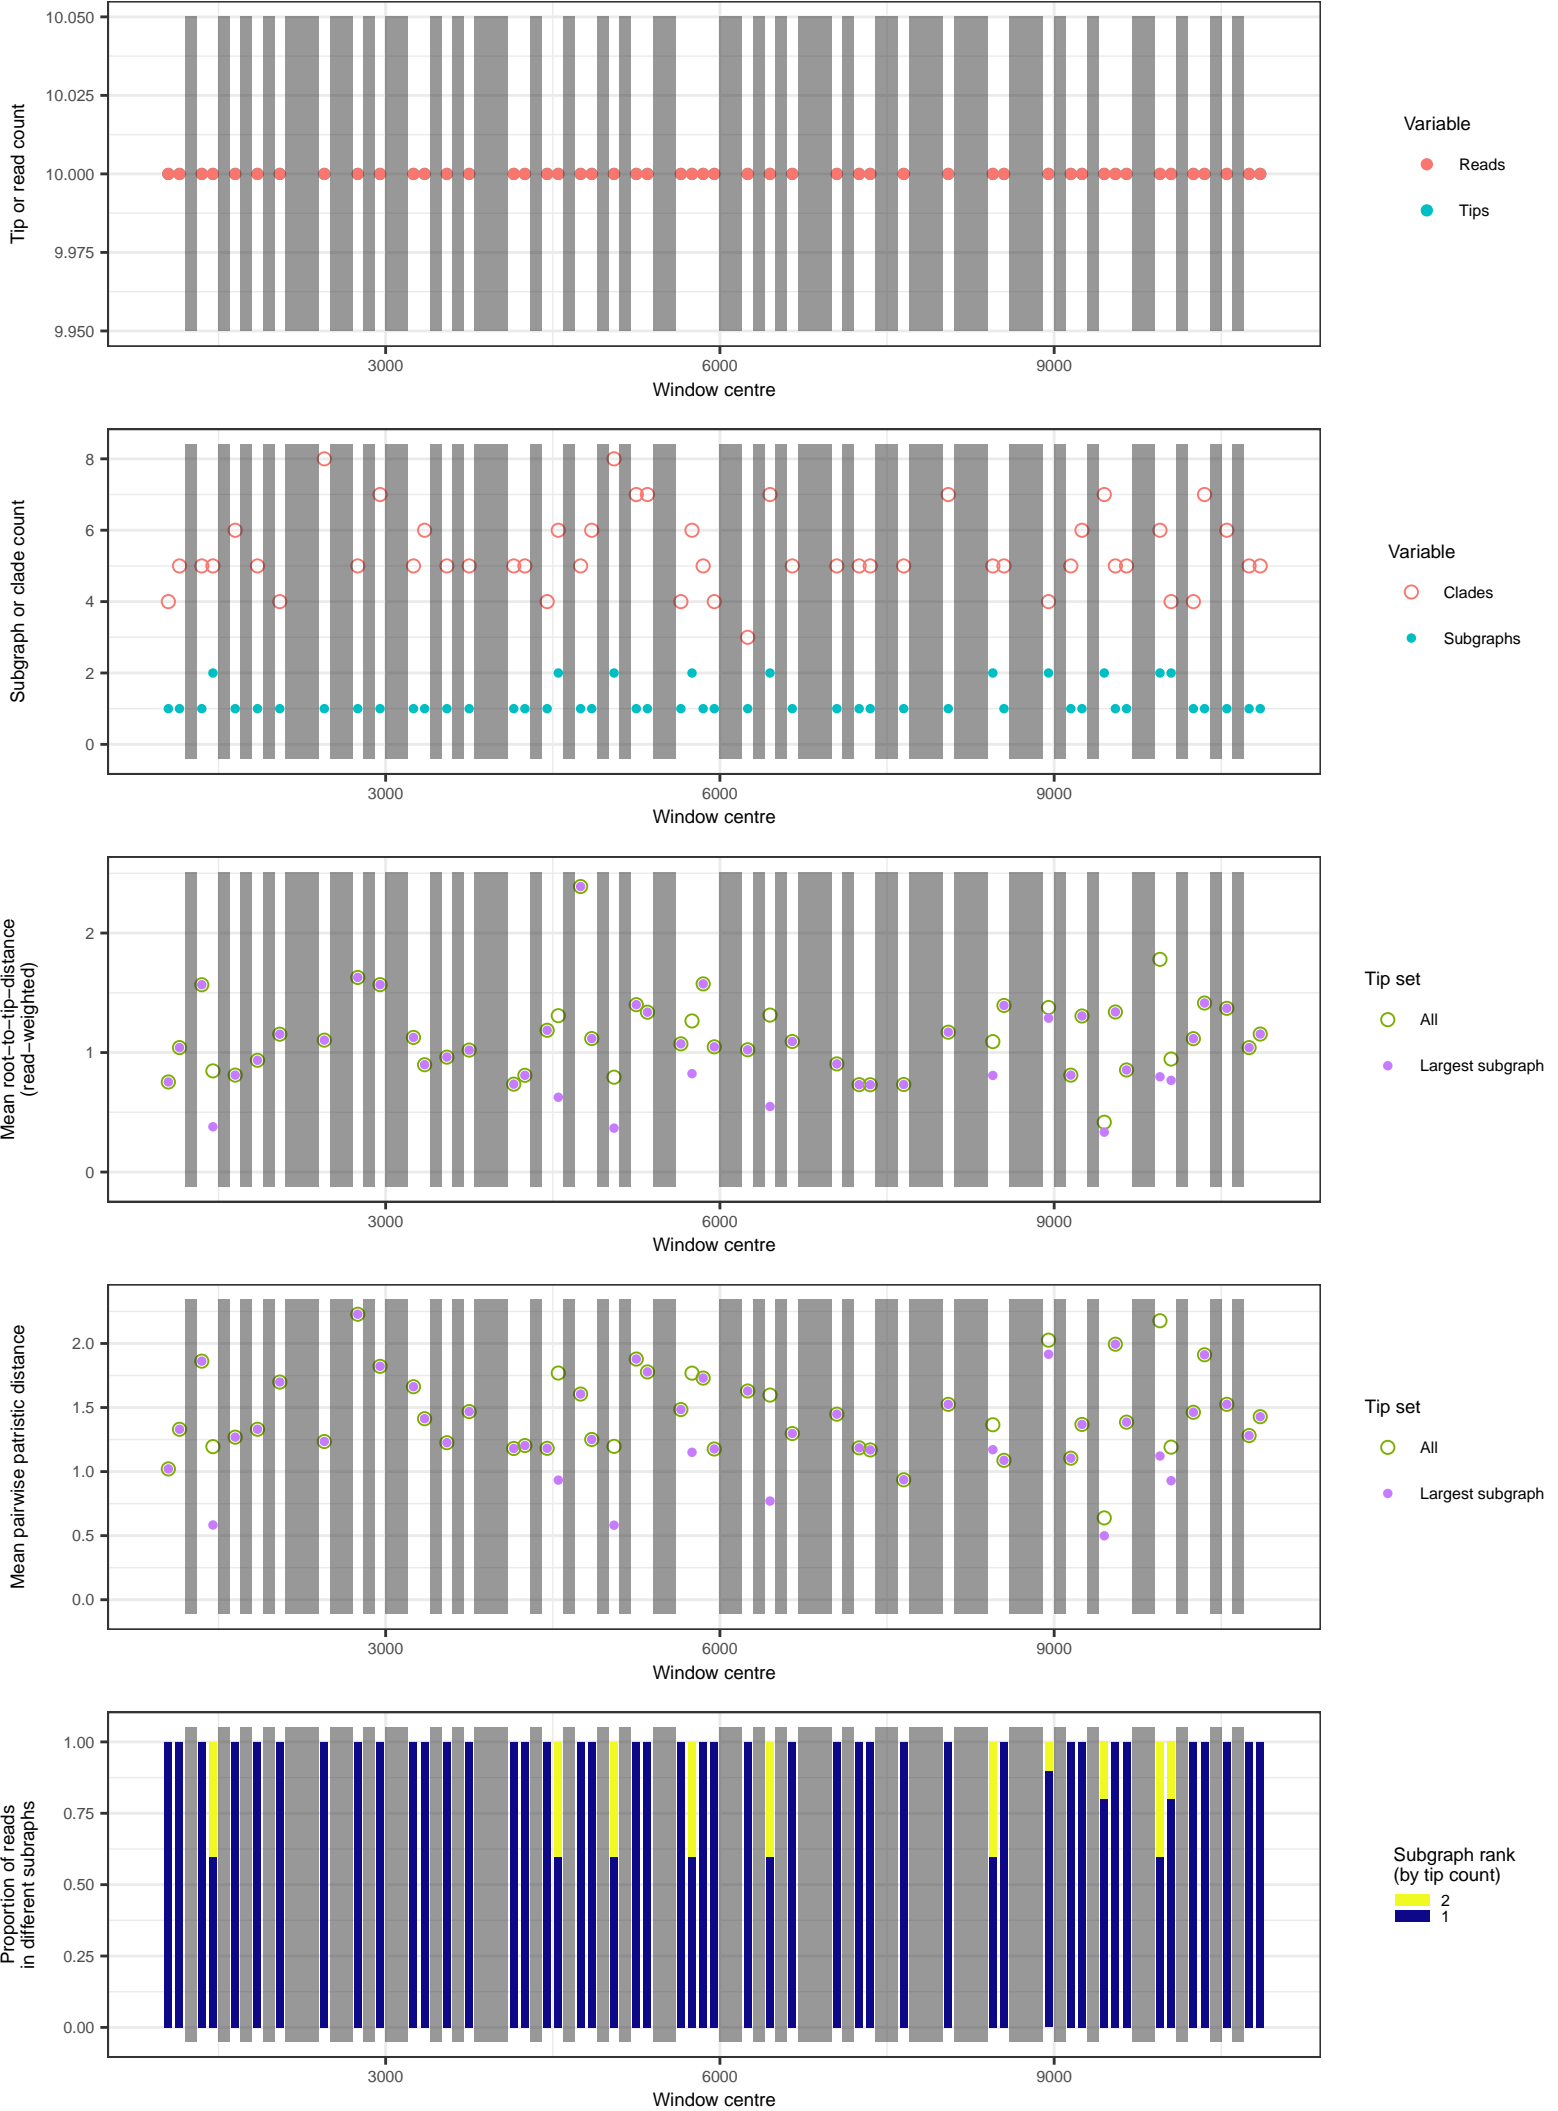 10.050
10.025
10.000
9.975
9.950
Tip or read count
3000
6000
9000
Window centre
Variable
Reads
Tips
8
6
4
2
0
Subgraph or clade count
3000
6000
9000
Window centre
Variable
Clades
Subgraphs
2
1
0
Mean root−to−tip−distance
(read−weighted)
3000
6000
9000
Window centre
Tip set
All
Largest subgraph
2.0
1.5
1.0
0.5
0.0
Mean pairwise patristic distance
3000
6000
9000
Window centre
Tip set
All
Largest subgraph
1.00
0.75
0.50
0.25
0.00
Proportion of reads
in different subraphs
3000
6000
9000
Window centre
Subgraph rank
(by tip count)
2
1